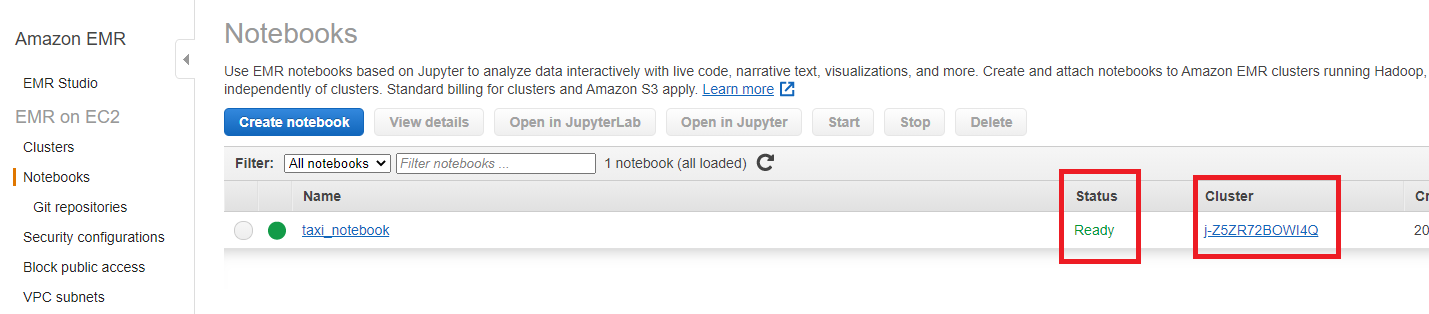 Amazon EMR
EMR Studio
EMR on EC2
Clusters
Notebooks
Git repositories
Security configurations
Block public access
VPC subnets
Notebooks
Use EMR notebooks based on Jupyter to analyze data interactively with live code, narrative text, visualizations, and more. Create and attach notebooks to Amazon EMR clusters running Hadoop,
independently of clusters. Standard billing for clusters and Amazon S3 apply. Learn more
Create notebook View details Open in JupyterLab Open in Jupyter Start Stop Delete
Filter: All notebooks Filter notebooks ... 1 notebook (all loaded)
Name Status Cluster Cr
taxi_notebook Ready j-Z5ZR72BOWI4Q 20